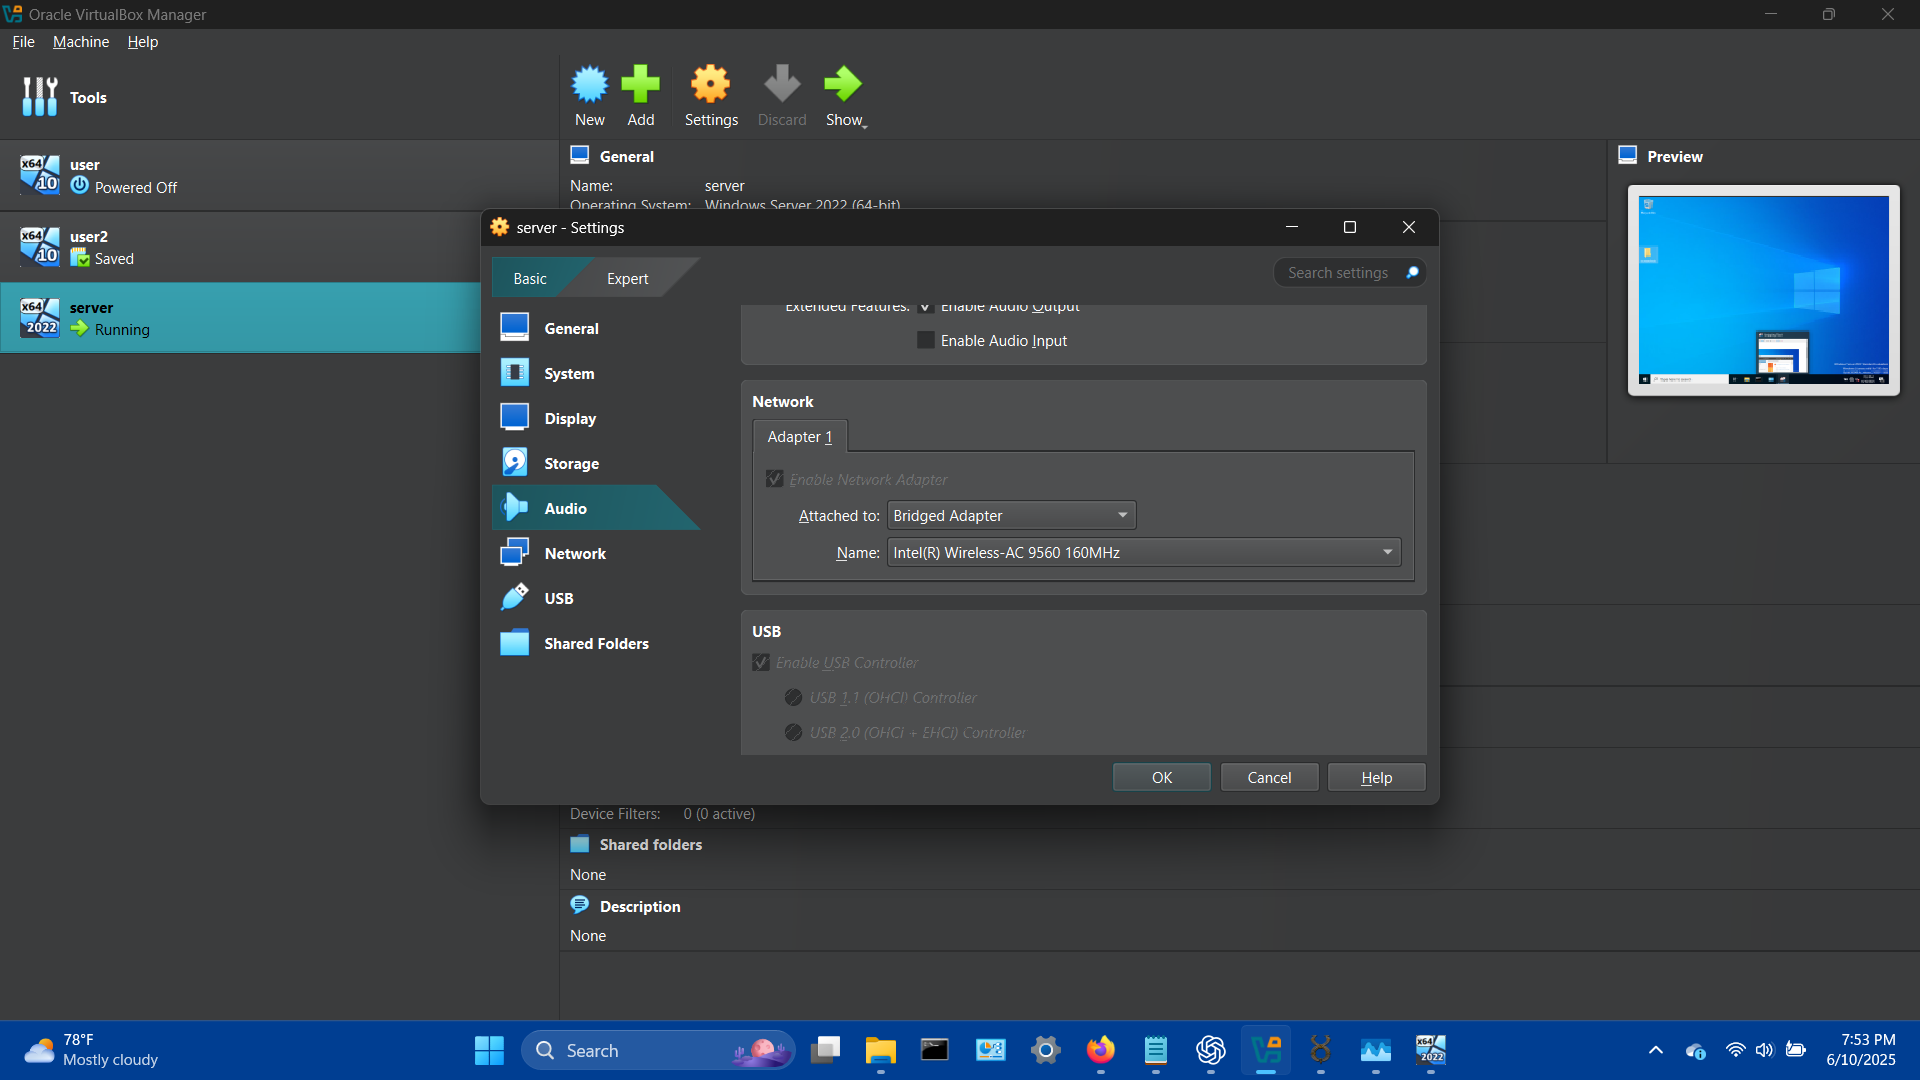 Oracle VirtualBox Manager
File Machine Help
Tools
New Add Settings Discard Show
user
Powered Off
user2
Saved
server
Running
x64 10
x64 10
x64 2022
General
Name: server
Operating System: Windows Server 2022 (64-bit)
Preview
server - Settings
Basic Expert
Search settings
General
System
Display
Storage
Audio
Network
USB
Shared Folders
Extended Features: Enable Audio Output
Enable Audio Input
Network
Adapter 1
Enable Network Adapter
Attached to: Bridged Adapter
Name: Intel(R) Wireless-AC 9560 160MHz
USB
Enable USB Controller
USB 1.1 (OHCI) Controller
USB 2.0 (OHCI + EHCI) Controller
OK Cancel Help
Device Filters: 0 (0 active)
Shared folders
None
Description
None
78°F
Mostly cloudy
Search
x64
2022
7:53 PM
6/10/2025